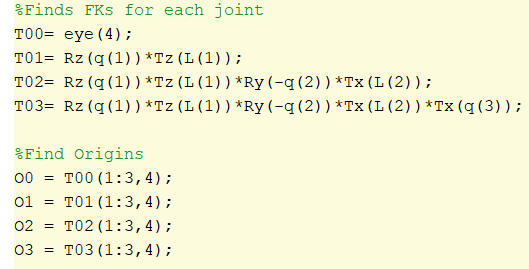 %Finds FKs for each joint
T00= eye(4);
T01= Rz(q(1))*Tz(L(1));
T02= Rz(q(1))*Tz(L(1))*Ry(-q(2))*Tx(L(2));
T03= Rz(q(1))*Tz(L(1))*Ry(-q(2))*Tx(L(2))*Tx(q(3));
%Find Origins
O0 = T00(1:3,4);
O1 = T01(1:3,4);
O2 = T02(1:3,4);
O3 = T03(1:3,4);